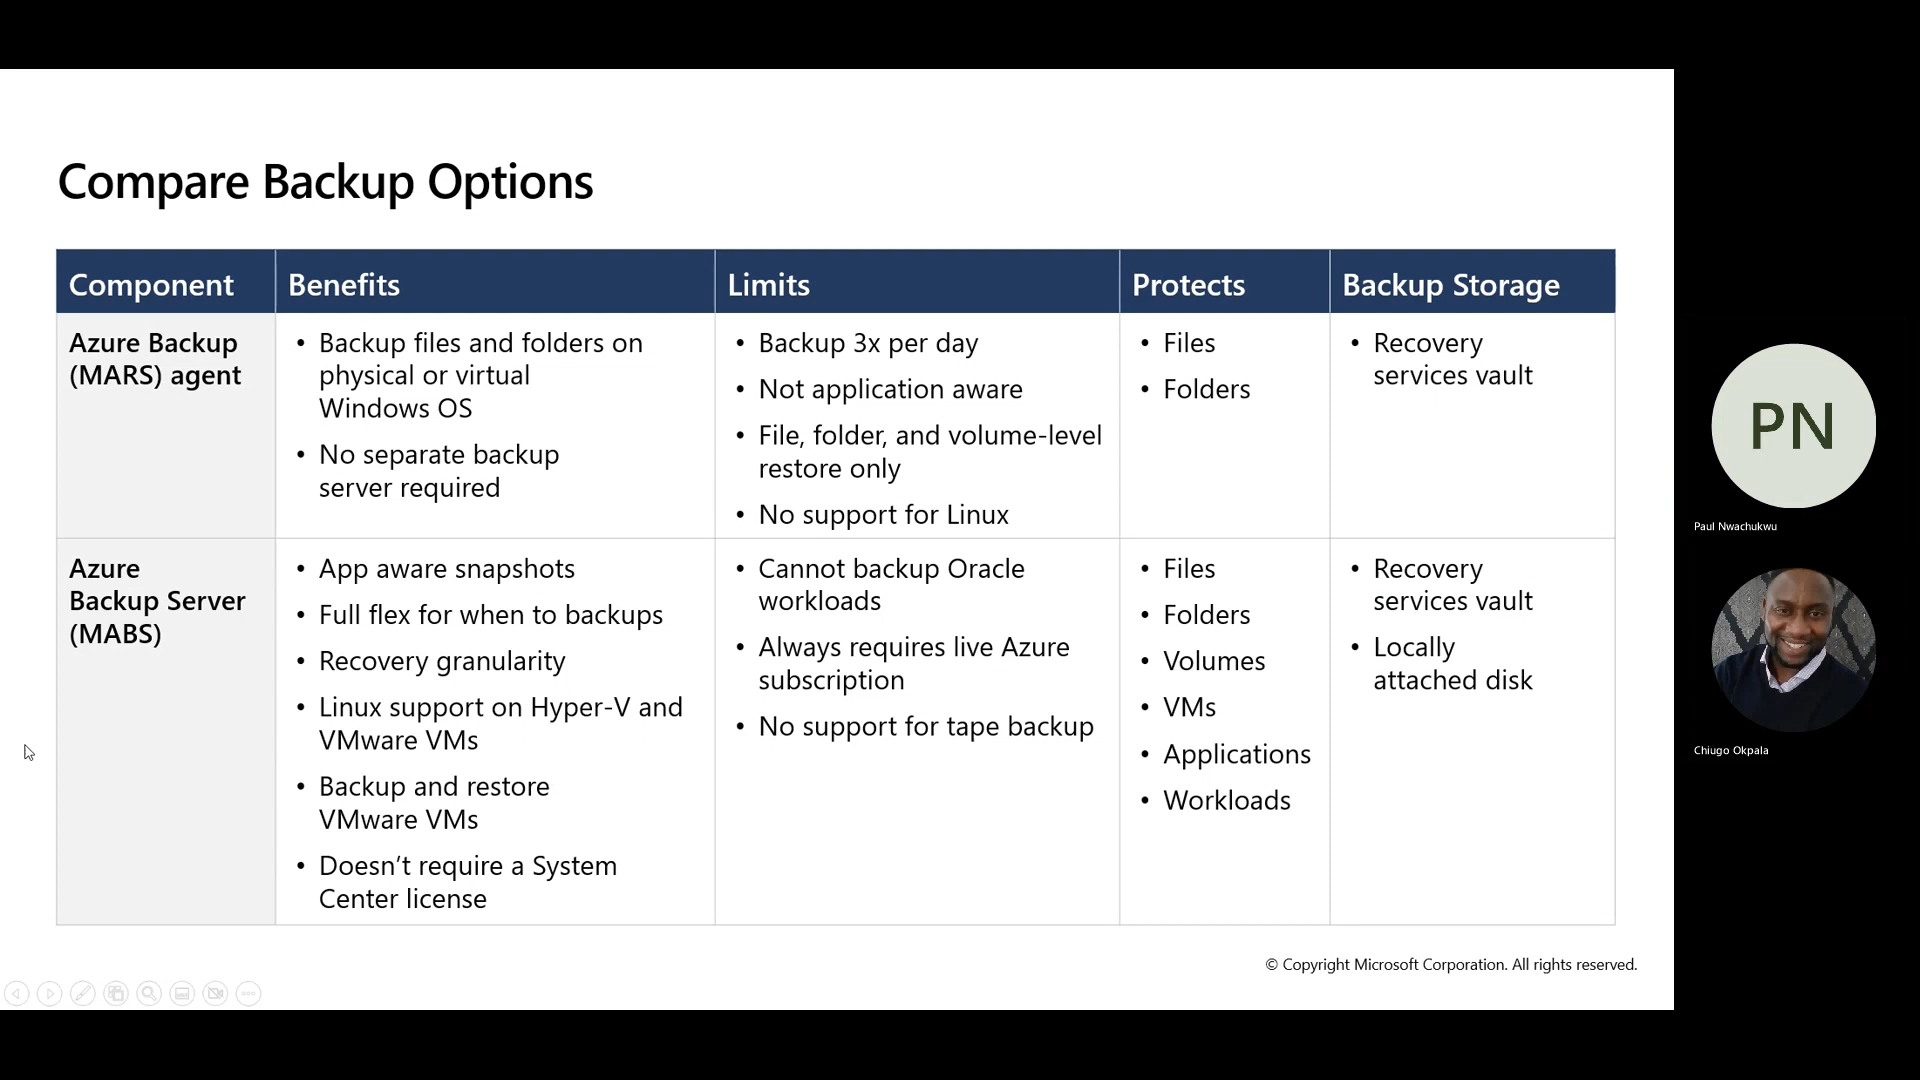 Compare Backup Options
Component
Benefits
Limits
Protects
Backup Storage
Azure Backup
(MARS) agent
• Backup files and folders on
physical or virtual
Windows OS
• No separate backup
server required
• Backup 3x per day
• Not application aware
• File, folder, and volume-level
restore only
• No support for Linux
• Files
• Folders
• Recovery
services vault
Azure
Backup Server
(MABS)
• App aware snapshots
• Full flex for when to backups
• Recovery granularity
• Linux support on Hyper-V and
VMware VMs
• Backup and restore
VMware VMs
• Doesn’t require a System
Center license
• Cannot backup Oracle
workloads
• Always requires live Azure
subscription
• No support for tape backup
• Files
• Folders
• Volumes
• VMs
• Applications
• Workloads
• Recovery
services vault
• Locally
attached disk
© Copyright Microsoft Corporation. All rights reserved.
PN
Paul Nwachukwu
Chiugo Okpala